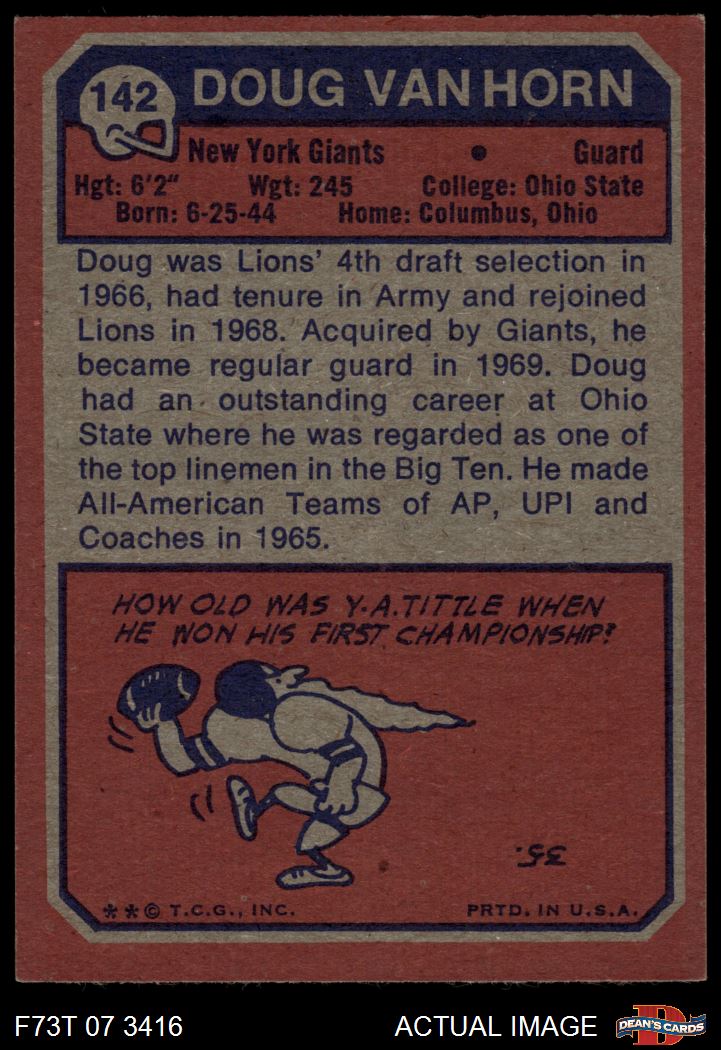 142
DOUG VAN HORN
New York Giants • Guard
Hgt: 6'2" Wgt: 245 College: Ohio State
Born: 6-25-44 Home: Columbus, Ohio
Doug was Lions' 4th draft selection in
1966, had tenure in Army and rejoined
Lions in 1968. Acquired by Giants, he
became regular guard in 1969. Doug
had an outstanding career at Ohio
State where he was regarded as one of
the top linemen in the Big Ten. He made
All-American Teams of AP, UPI and
Coaches in 1965.
HOW OLD WAS Y.A.TITTLE WHEN
HE WON HIS FIRST CHAMPIONSHIP?
35.
** © T.C.G., INC. PRTD. IN U.S.A.
F73T 07 3416 ACTUAL IMAGE
D
DEAN'S CARDS